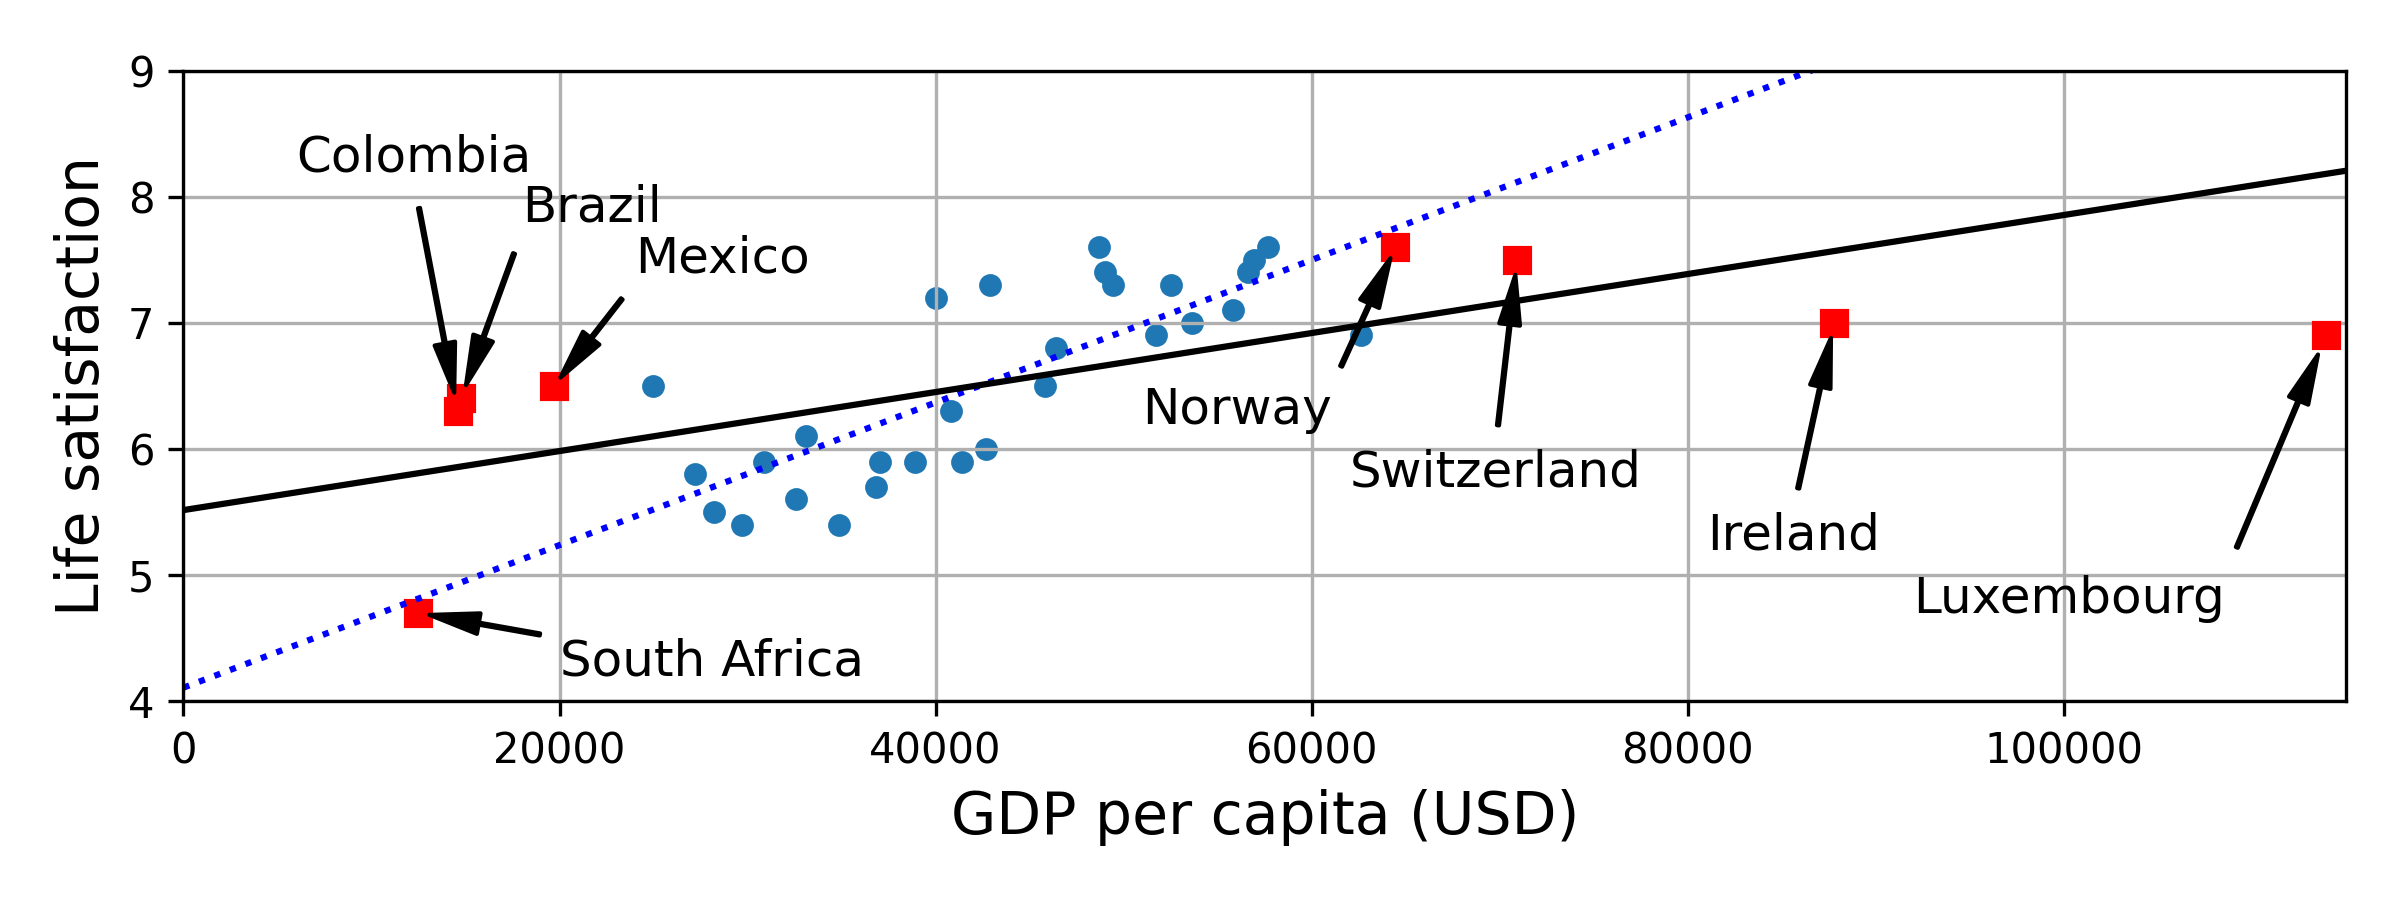 9
Colombia
Brazil
8
Mexico
7
Norway
6
Switzerland
Ireland
5
Luxembourg
South Africa
4
Life satisfaction
0 20000 40000 60000 80000 100000
GDP per capita (USD)